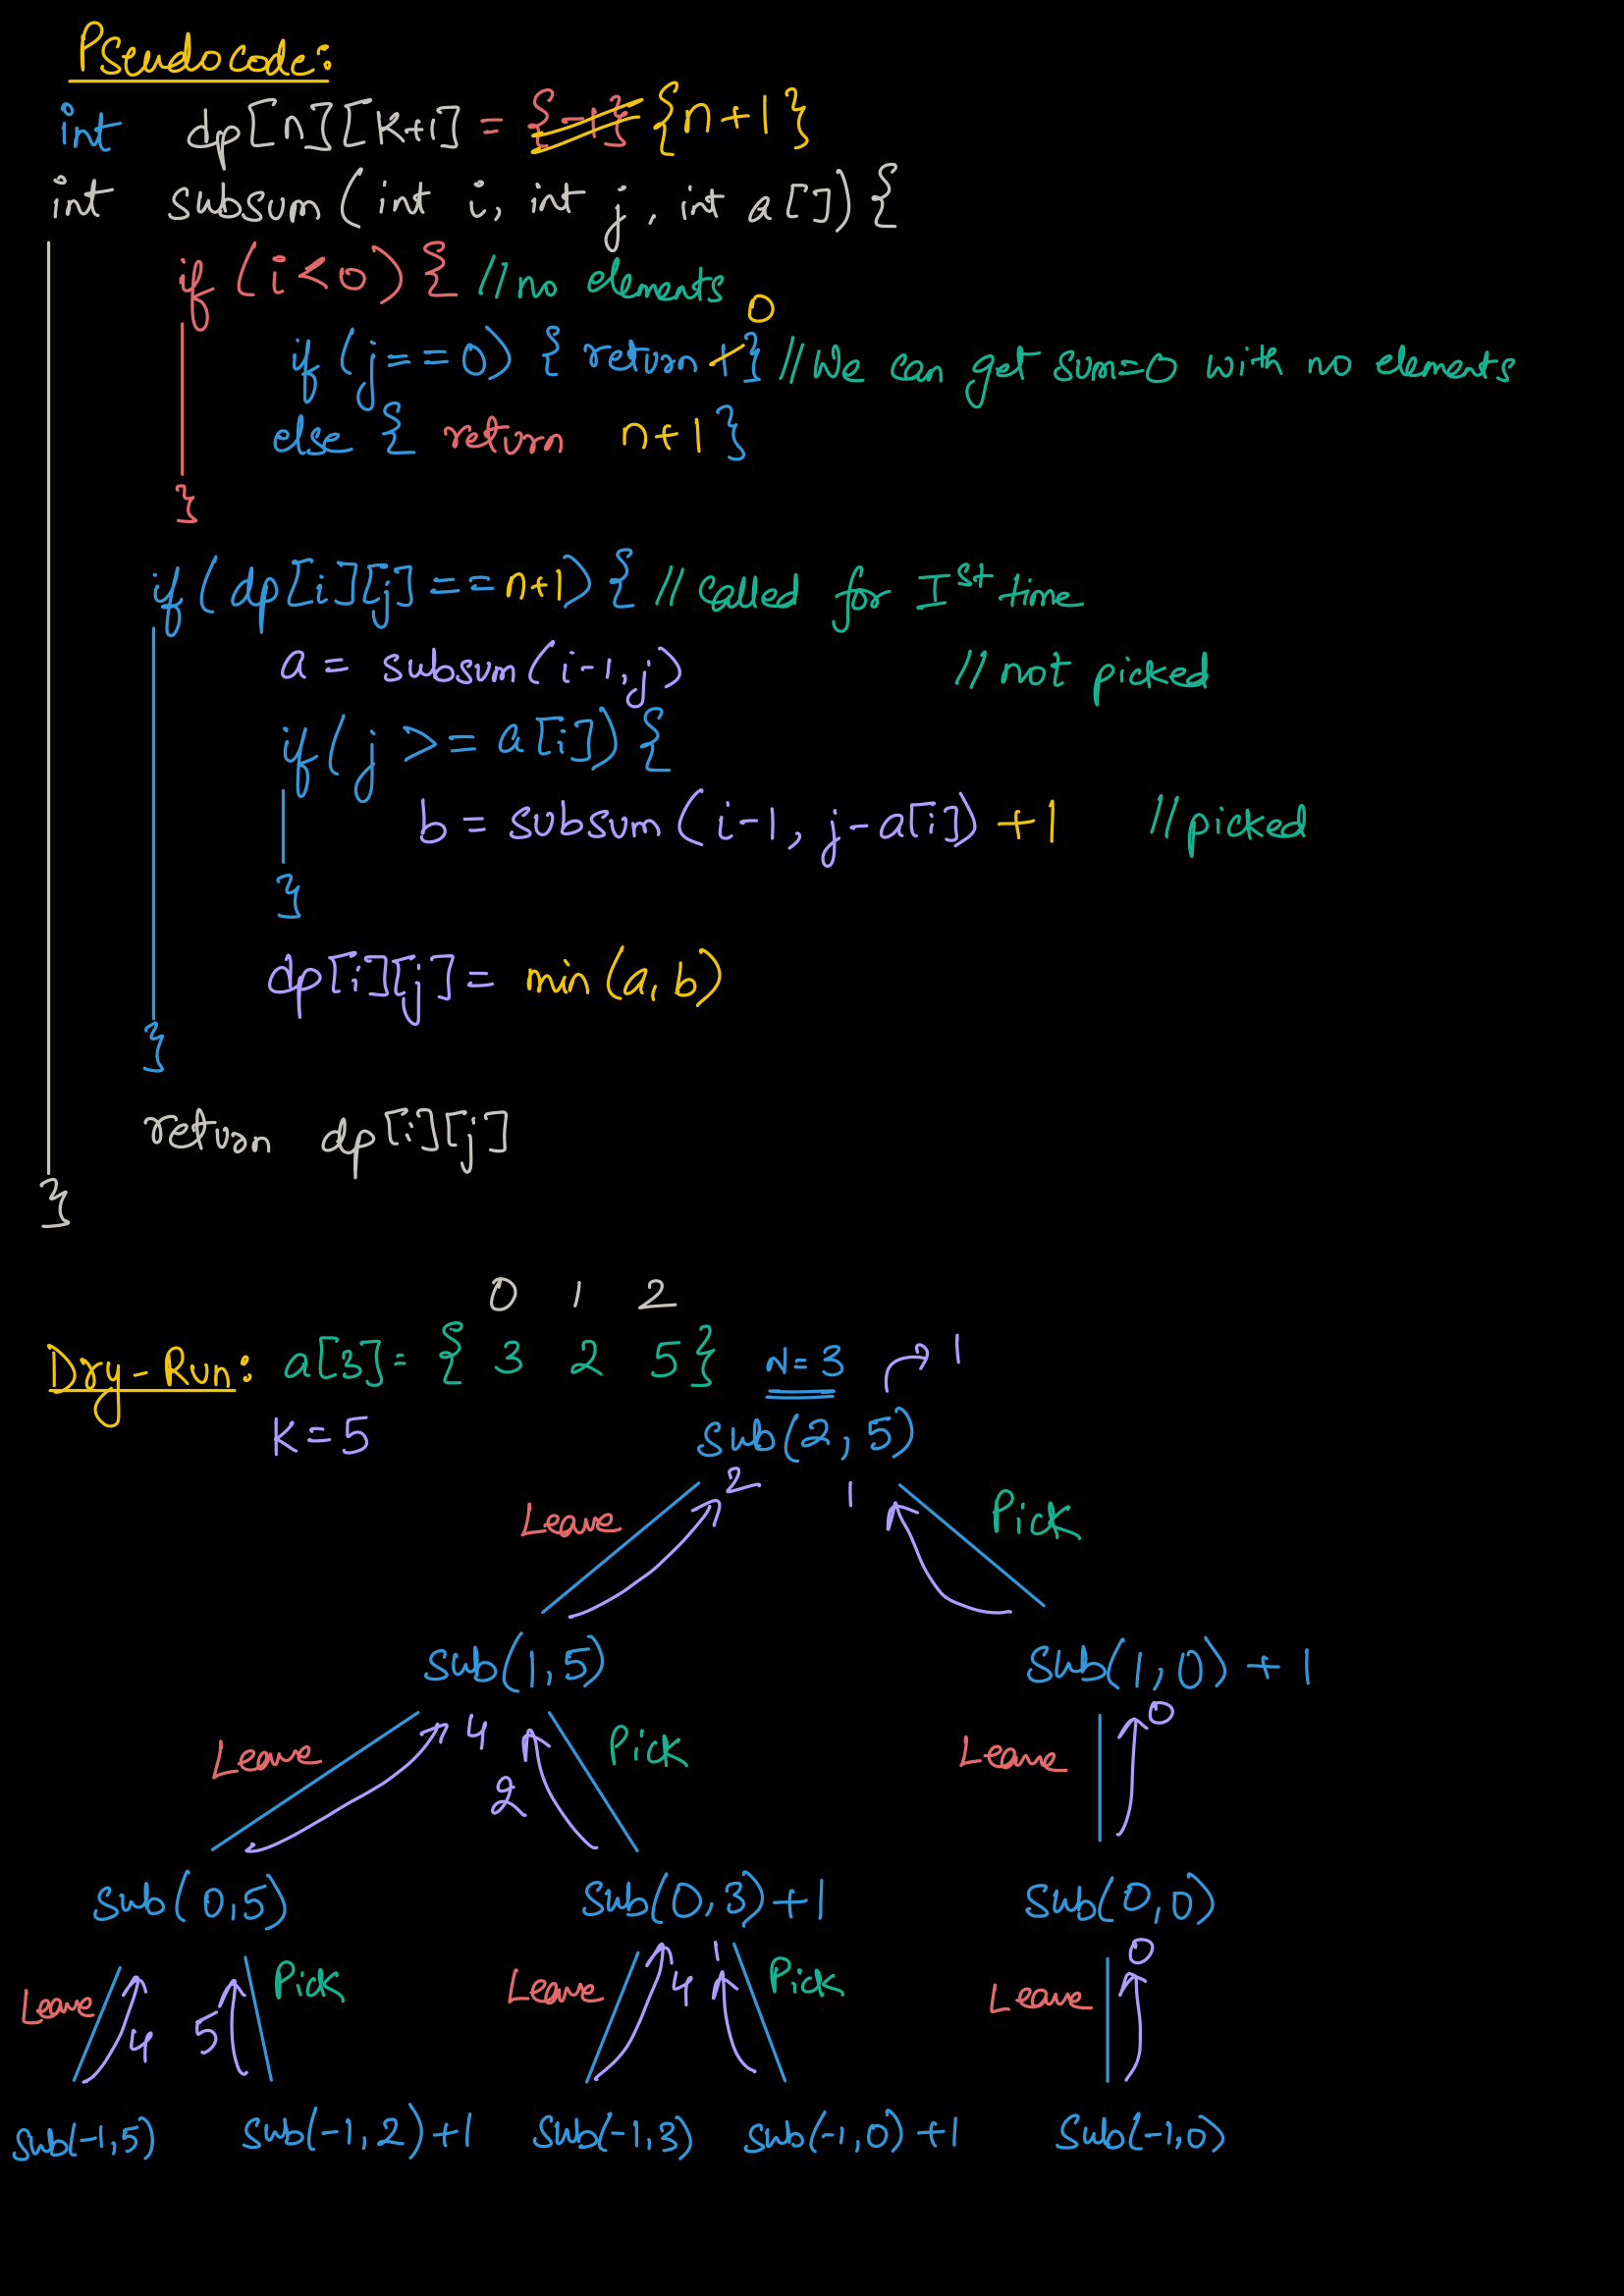 Pseudocode:
int dp[n][k+1] = {-1} {n+1}
int subsum(int i, int j, int a[]){
if (i<0) { //no elements
0
if (j==0) { return 1} //We can get sum=0 with no elements
else { return n+1}
}
if(dp[i][j]==n+1){ // called for Ist time
a = subsum(i-1,j) // not picked
if(j >= a[i]){
b = subsum(i-1, j-a[i]) +1 // picked
}
dp[i][j] = min(a, b)
}
return dp[i][j]
}
0 1 2
Dry-Run: a[3] = { 3 2 5} N=3 1
K=5 sub(2,5)
Leave 2 1 Pick
sub(1,5) sub(1,0) + 1
Leave 4 2 Pick Leave 0
sub(0,5) sub(0,3)+1 sub(0,0)
Leave 4 5 Pick Leave 4 1 Pick Leave 0
sub(-1,5) sub(-1,2)+1 sub(-1,3) sub(-1,0)+1 sub(-1,0)